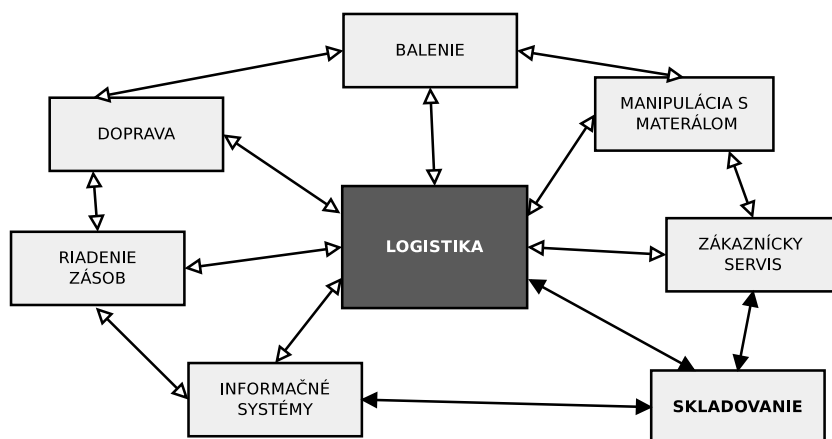 BALENIE
DOPRAVA
MANIPULÁCIA S
MATERÁLOM
LOGISTIKA
RIADENIE
ZÁSOB
ZÁKAZNÍCKY
SERVIS
INFORMAČNÉ
SYSTÉMY
SKLADOVANIE